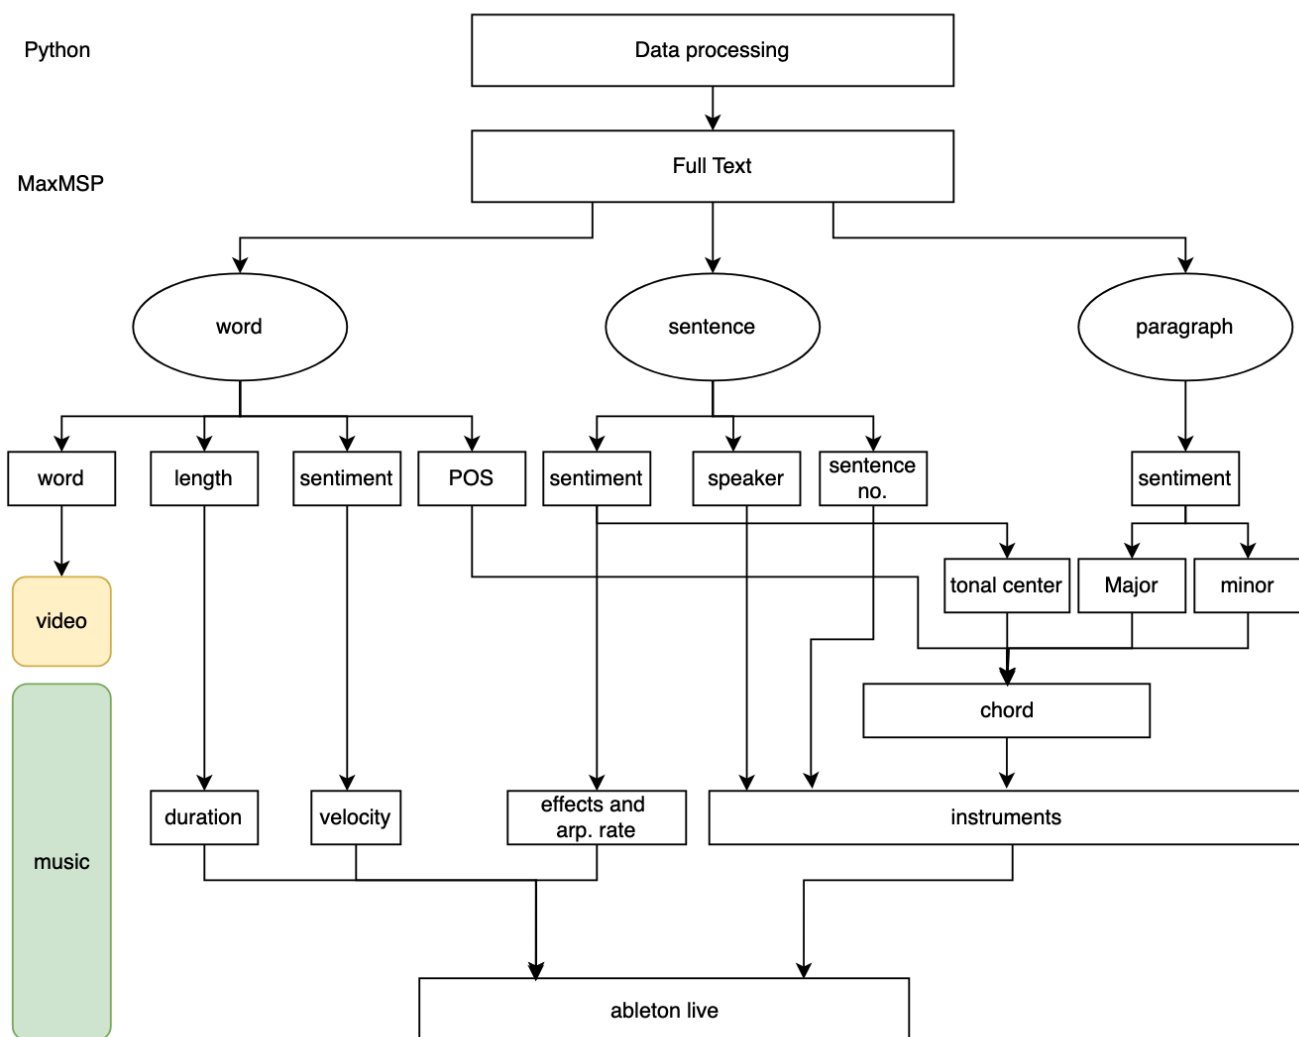 Python
Data processing
MaxMSP
Full Text
word
sentence
paragraph
word
length
sentiment
POS
sentiment
speaker
sentence
no.
sentiment
tonal center
Major
minor
video
chord
duration
velocity
effects and
arp. rate
instruments
music
ableton live